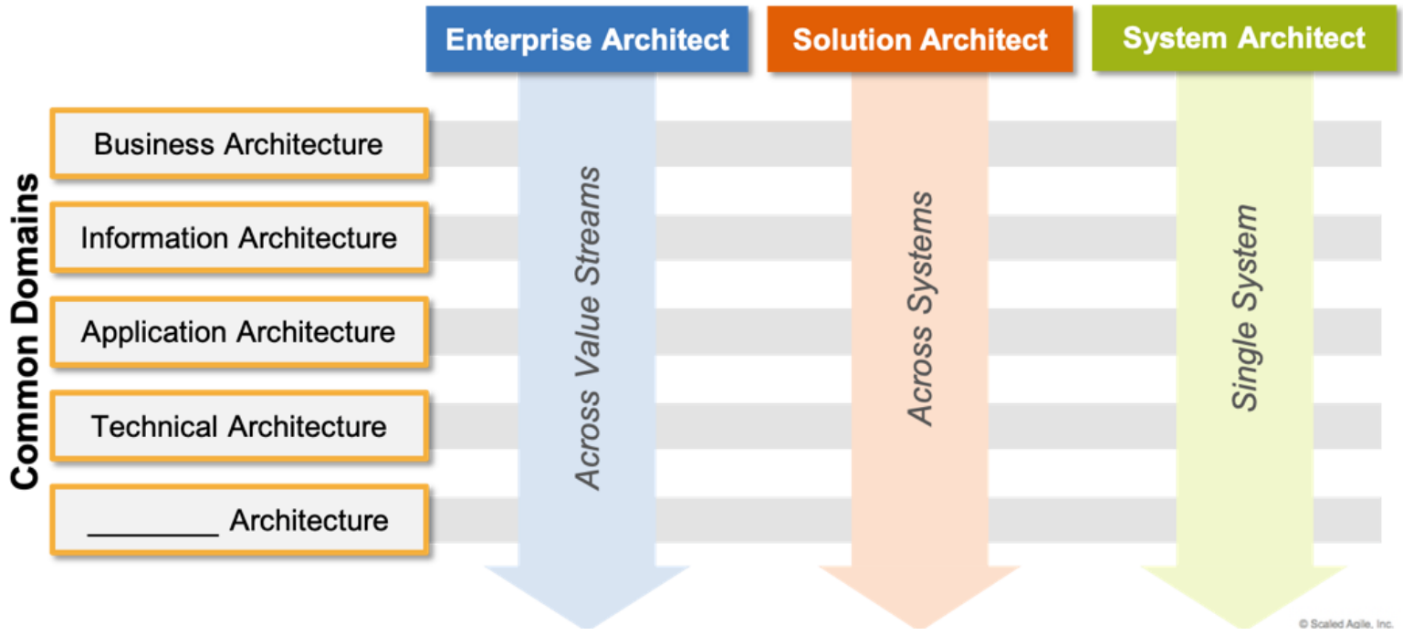 Enterprise Architect
Solution Architect
System Architect
Common Domains
Business Architecture
Information Architecture
Application Architecture
Technical Architecture
________ Architecture
Across Value Streams
Across Systems
Single System
© Scaled Agile, Inc.